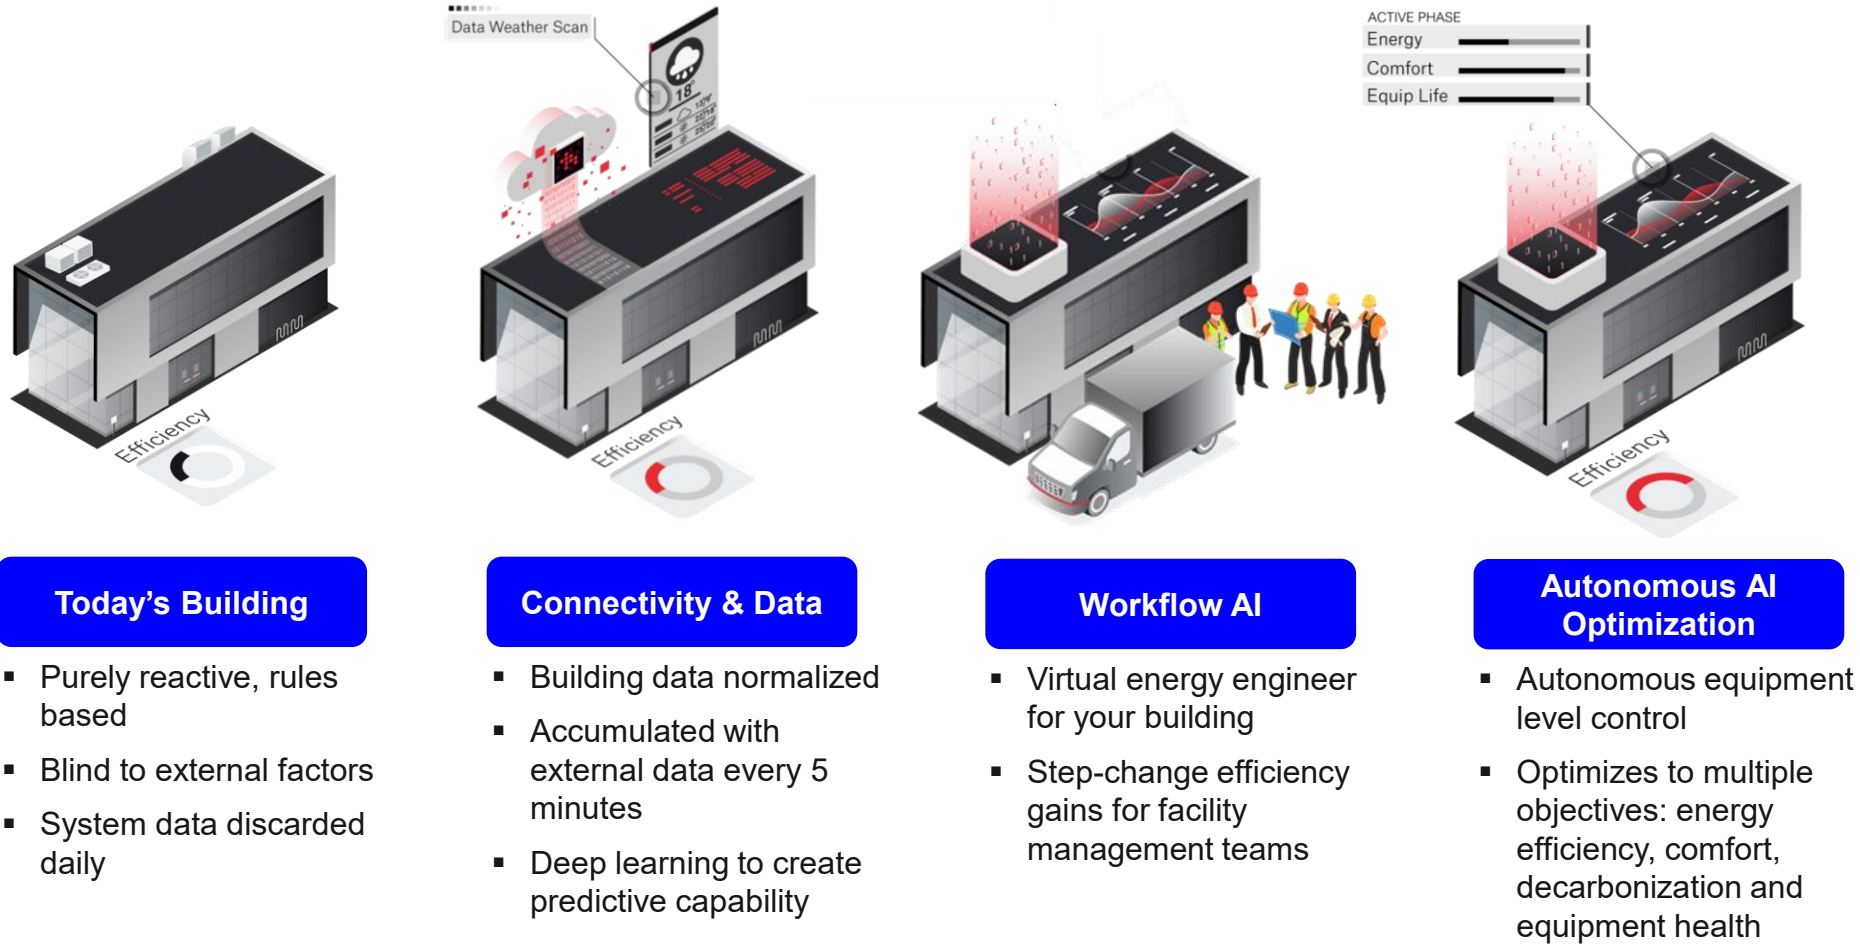 Data Weather Scan
18°
ACTIVE PHASE
Energy
Comfort
Equip Life
Efficiency
Efficiency
Efficiency
Today’s Building
▪ Purely reactive, rules
based
▪ Blind to external factors
▪ System data discarded
daily
Connectivity & Data
▪ Building data normalized
▪ Accumulated with
external data every 5
minutes
▪ Deep learning to create
predictive capability
Workflow AI
▪ Virtual energy engineer
for your building
▪ Step-change efficiency
gains for facility
management teams
Autonomous AI
Optimization
▪ Autonomous equipment
level control
▪ Optimizes to multiple
objectives: energy
efficiency, comfort,
decarbonization and
equipment health